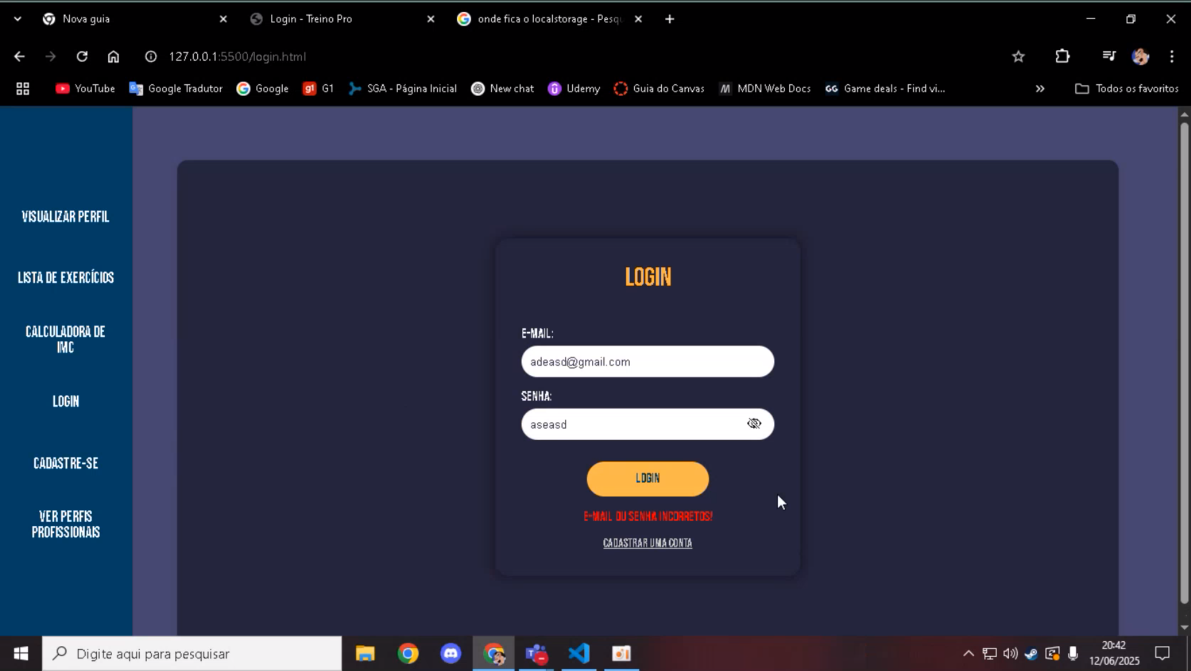 Nova guia
Login - Treino Pro
onde fica o localstorage - Pesqu
127.0.0.1:5500/login.html
YouTube
Google Tradutor
Google
g1 G1
SGA - Página Inicial
New chat
Udemy
Guia do Canvas
MDN Web Docs
GG Game deals - Find vi...
Todos os favoritos
VISUALIZAR PERFIL
LISTA DE EXERCÍCIOS
CALCULADORA DE
IMC
LOGIN
CADASTRE-SE
VER PERFIS
PROFISSIONAIS
LOGIN
E-MAIL:
adeasd@gmail.com
SENHA:
aseasd
LOGIN
E-MAIL OU SENHA INCORRETOS!
CADASTRAR UMA CONTA
Digite aqui para pesquisar
20:42
12/06/2025